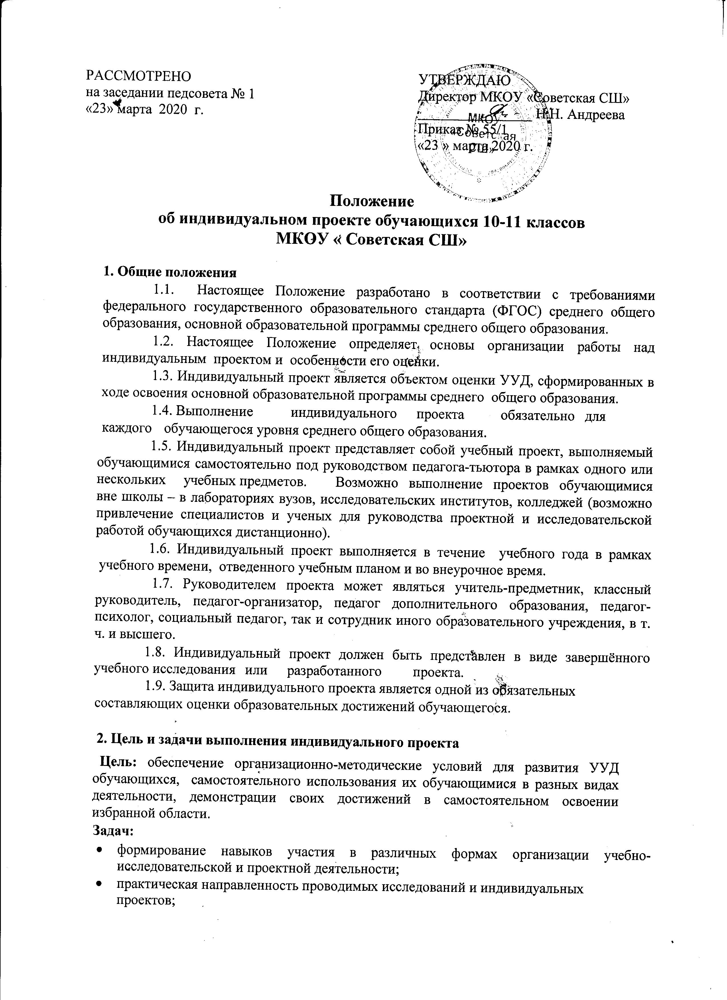 РАССМОТРЕНО
на заседании педсовета № 1
«23» марта 2020 г.
УТВЕРЖДАЮ
Директор МКОУ «Советская СШ»
Н.Н. Андреева
Приказ № 55/1
«23 » марта 2020 г.
МКОУ
«Советская
СШ»
Положение
об индивидуальном проекте обучающихся 10-11 классов
МКОУ « Советская СШ»
1. Общие положения
1.1. Настоящее Положение разработано в соответствии с требованиями
федерального государственного образовательного стандарта (ФГОС) среднего общего
образования, основной образовательной программы среднего общего образования.
1.2. Настоящее Положение определяет основы организации работы над
индивидуальным проектом и особенности его оценки.
1.3. Индивидуальный проект является объектом оценки УУД, сформированных в
ходе освоения основной образовательной программы среднего общего образования.
1.4. Выполнение индивидуального проекта обязательно для
каждого обучающегося уровня среднего общего образования.
1.5. Индивидуальный проект представляет собой учебный проект, выполняемый
обучающимися самостоятельно под руководством педагога-тьютора в рамках одного или
нескольких учебных предметов. Возможно выполнение проектов обучающимися
вне школы – в лабораториях вузов, исследовательских институтов, колледжей (возможно
привлечение специалистов и ученых для руководства проектной и исследовательской
работой обучающихся дистанционно).
1.6. Индивидуальный проект выполняется в течение учебного года в рамках
учебного времени, отведенного учебным планом и во внеурочное время.
1.7. Руководителем проекта может являться учитель-предметник, классный
руководитель, педагог-организатор, педагог дополнительного образования, педагог-
психолог, социальный педагог, так и сотрудник иного образовательного учреждения, в т.
ч. и высшего.
1.8. Индивидуальный проект должен быть представлен в виде завершённого
учебного исследования или разработанного проекта.
1.9. Защита индивидуального проекта является одной из обязательных
составляющих оценки образовательных достижений обучающегося.
2. Цель и задачи выполнения индивидуального проекта
Цель: обеспечение организационно-методические условий для развития УУД
обучающихся, самостоятельного использования их обучающимися в разных видах
деятельности, демонстрации своих достижений в самостоятельном освоении
избранной области.
Задач:
• формирование навыков участия в различных формах организации учебно-
исследовательской и проектной деятельности;
• практическая направленность проводимых исследований и индивидуальных
проектов;